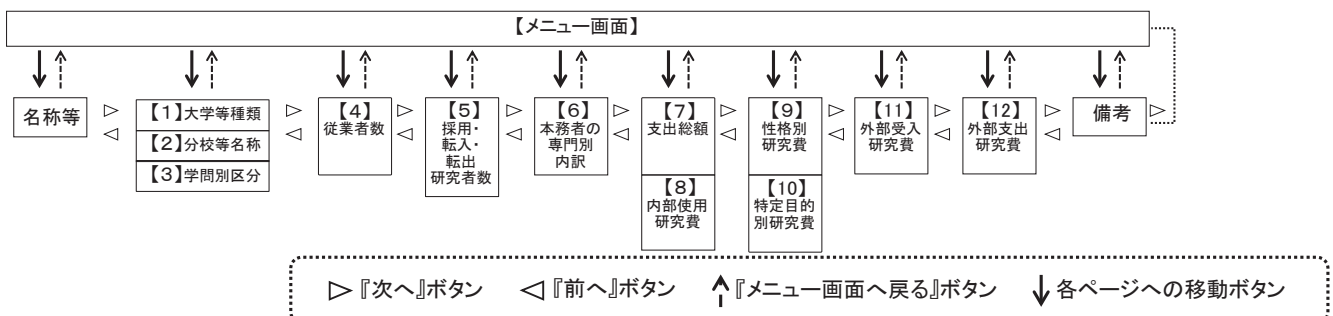 【メニュー画面】
名称等
【1】大学等種類
【2】分校等名称
【3】学問別区分
【4】
従業者数
【5】
採用・
転入・
転出
研究者数
【6】
本務者の
専門別
内訳
【7】
支出総額
【8】
内部使用
研究費
【9】
性格別
研究費
【10】
特定目的
別研究費
【11】
外部受入
研究費
【12】
外部支出
研究費
備考
『次へ』ボタン
『前へ』ボタン
『メニュー画面へ戻る』ボタン
各ページへの移動ボタン